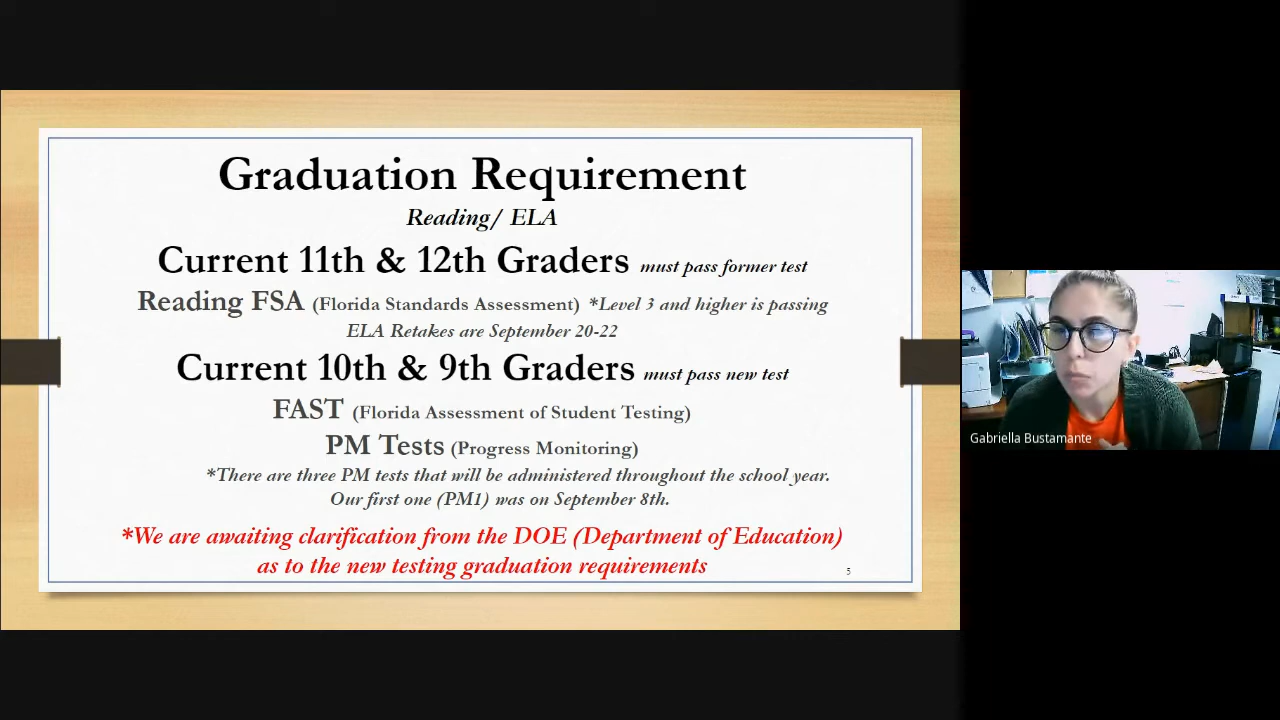 Graduation Requirement
Reading/ ELA
Current 11th & 12th Graders must pass former test
Reading FSA (Florida Standards Assessment) *Level 3 and higher is passing
ELA Retakes are September 20-22
Current 10th & 9th Graders must pass new test
FAST (Florida Assessment of Student Testing)
PM Tests (Progress Monitoring)
*There are three PM tests that will be administered throughout the school year.
Our first one (PM1) was on September 8th.
*We are awaiting clarification from the DOE (Department of Education)
as to the new testing graduation requirements
5
Gabriella Bustamante